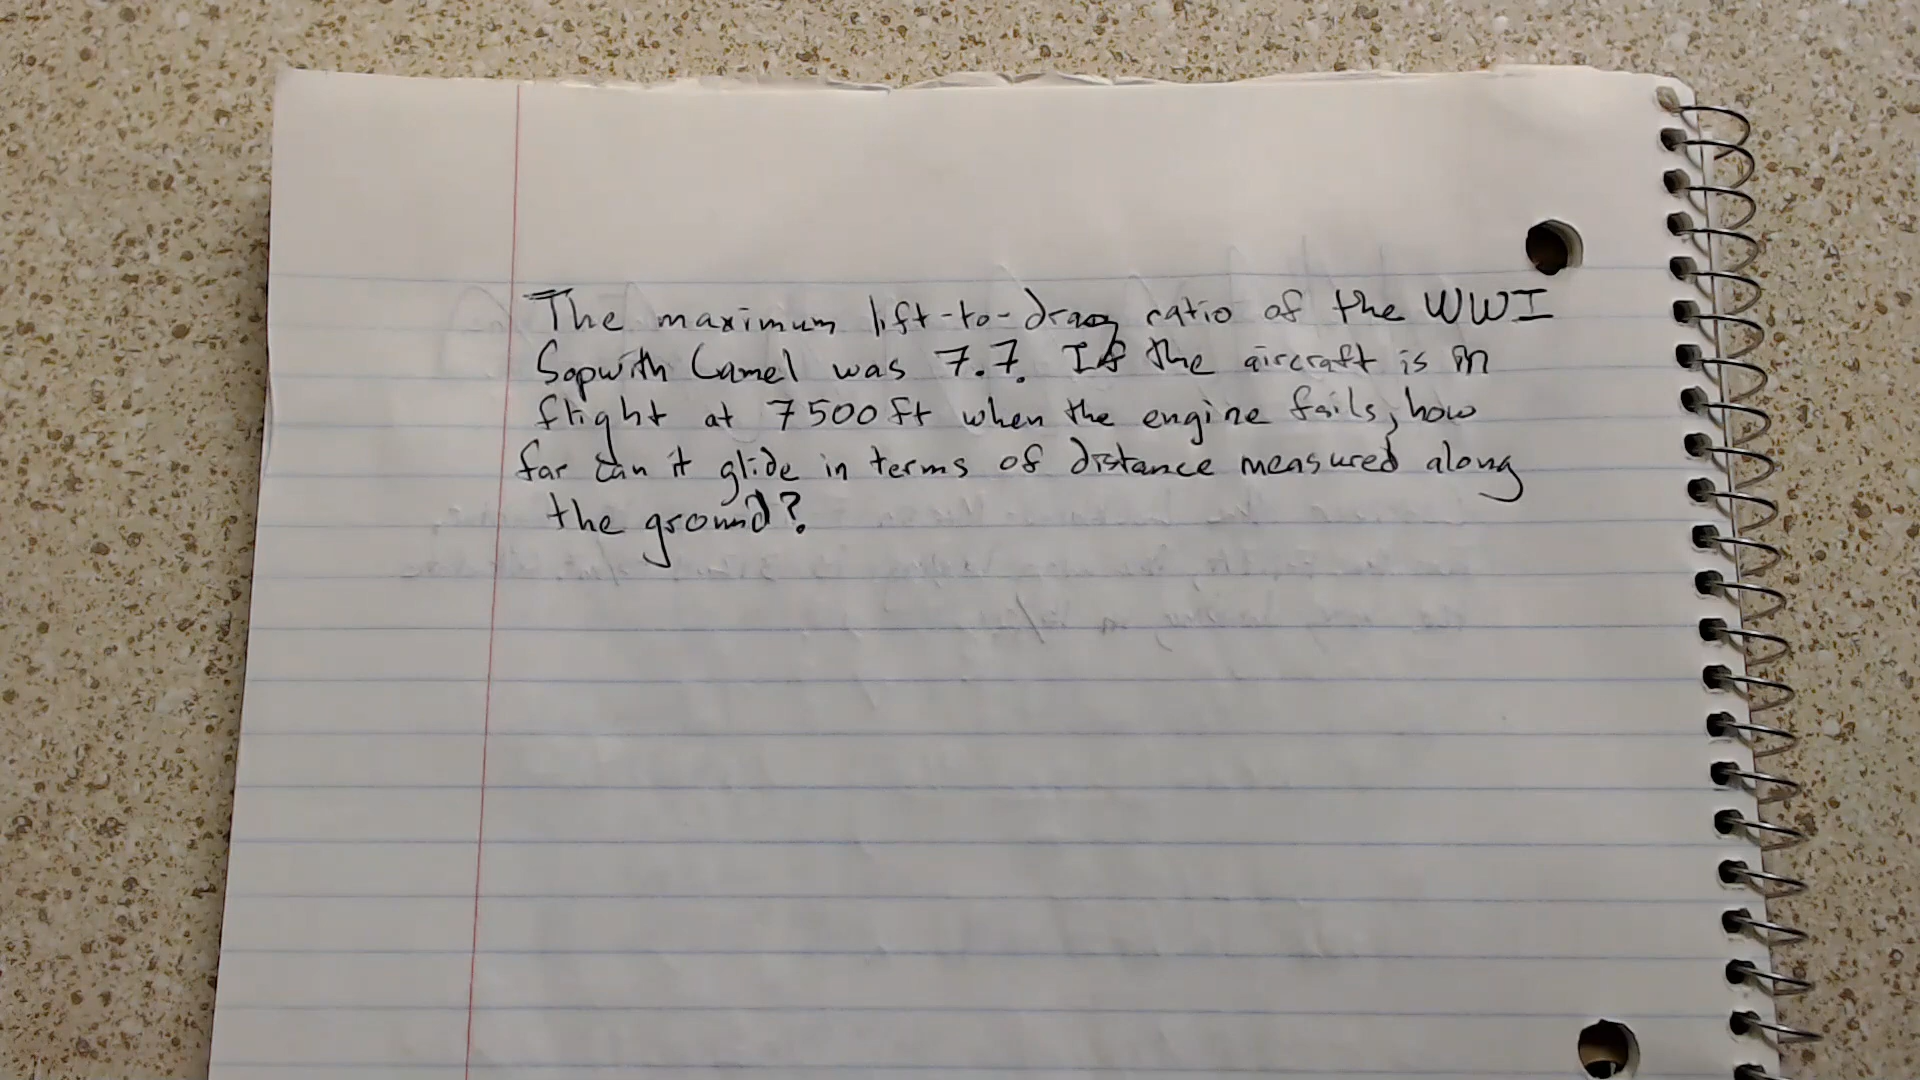 The maximum lift-to-drag ratio of the WWI
Sopwith Camel was 7.7. If the aircraft is in
flight at 7500ft when the engine fails, how
far can it glide in terms of distance measured along
the ground?